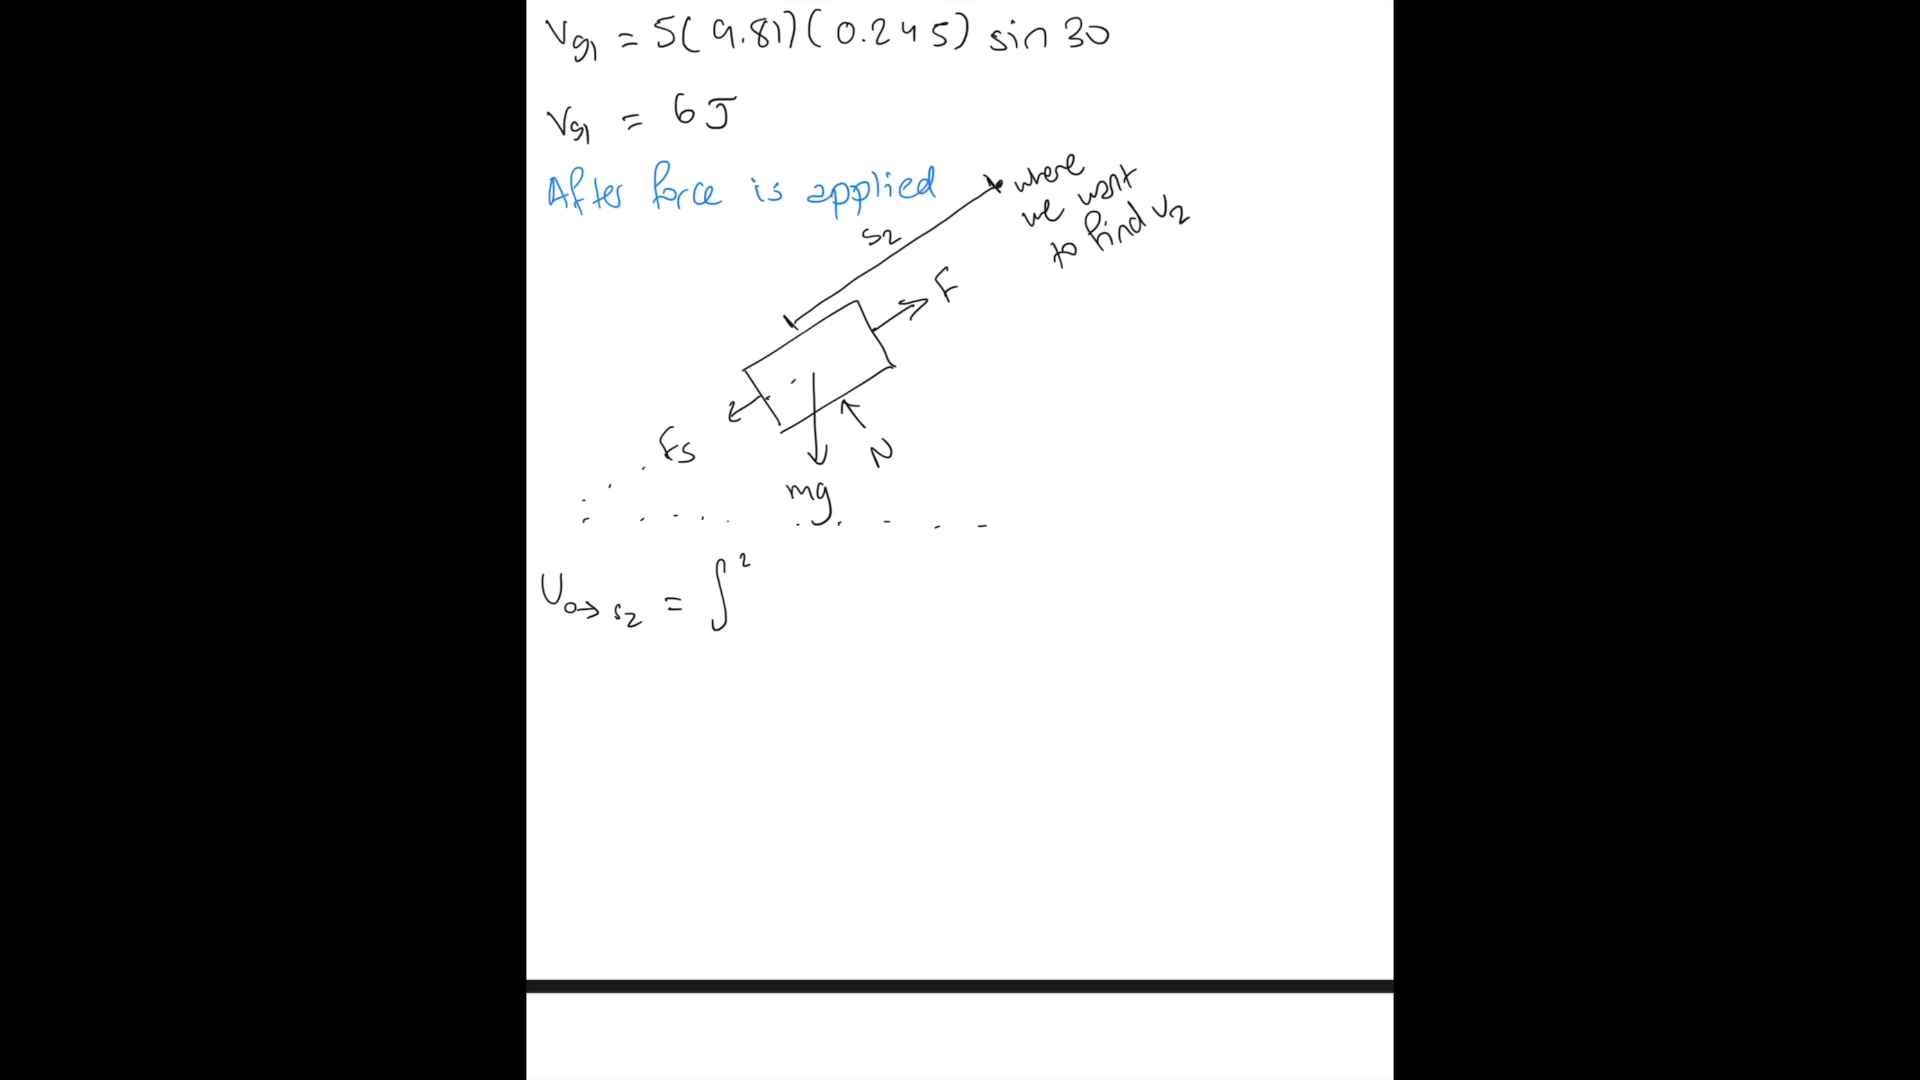 Vg1 = 5(9.81)(0.245) sin 30
Vg1 = 6J
After force is applied
where
we want
to find v2
S2
F
Fs
N
mg
U0→s2 = ∫²